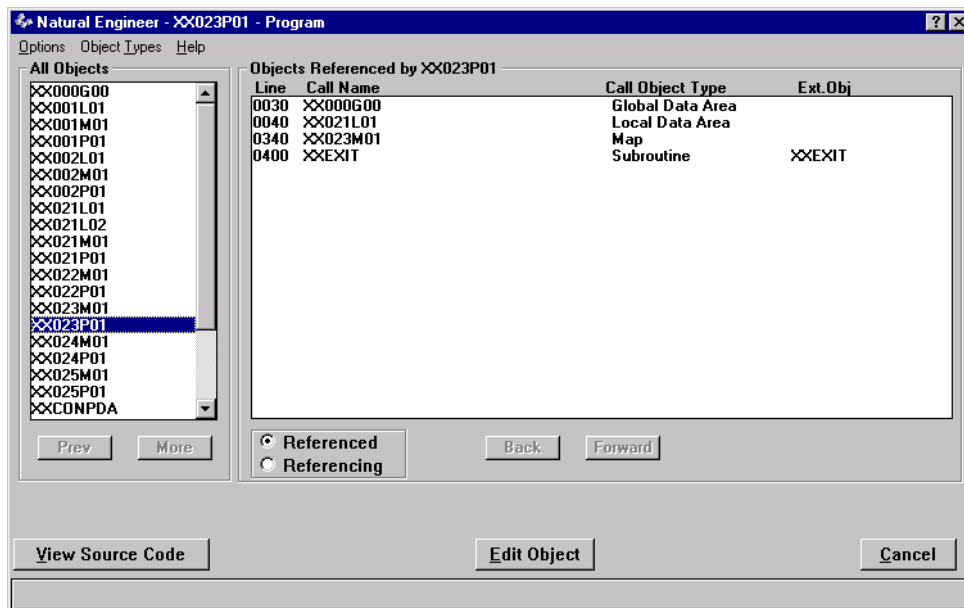 Natural Engineer - XX023P01 - Program
Options Object Types Help
All Objects
XX000G00
XX001L01
XX001M01
XX001P01
XX002L01
XX002M01
XX002P01
XX021L01
XX021L02
XX021M01
XX021P01
XX022M01
XX022P01
XX023M01
XX023P01
XX024M01
XX024P01
XX025M01
XX025P01
XXCONPDA
Prev More
Objects Referenced by XX023P01
Line Call Name Call Object Type Ext.Obj
0030 XX000G00 Global Data Area
0040 XX021L01 Local Data Area
0340 XX023M01 Map
0400 XXEXIT Subroutine XXEXIT
Referenced
Referencing
Back Forward
View Source Code Edit Object Cancel